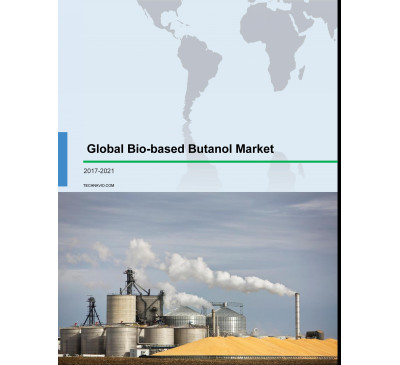 Global Bio-based Butanol Market
2017-2021
TECHNAVIO.COM